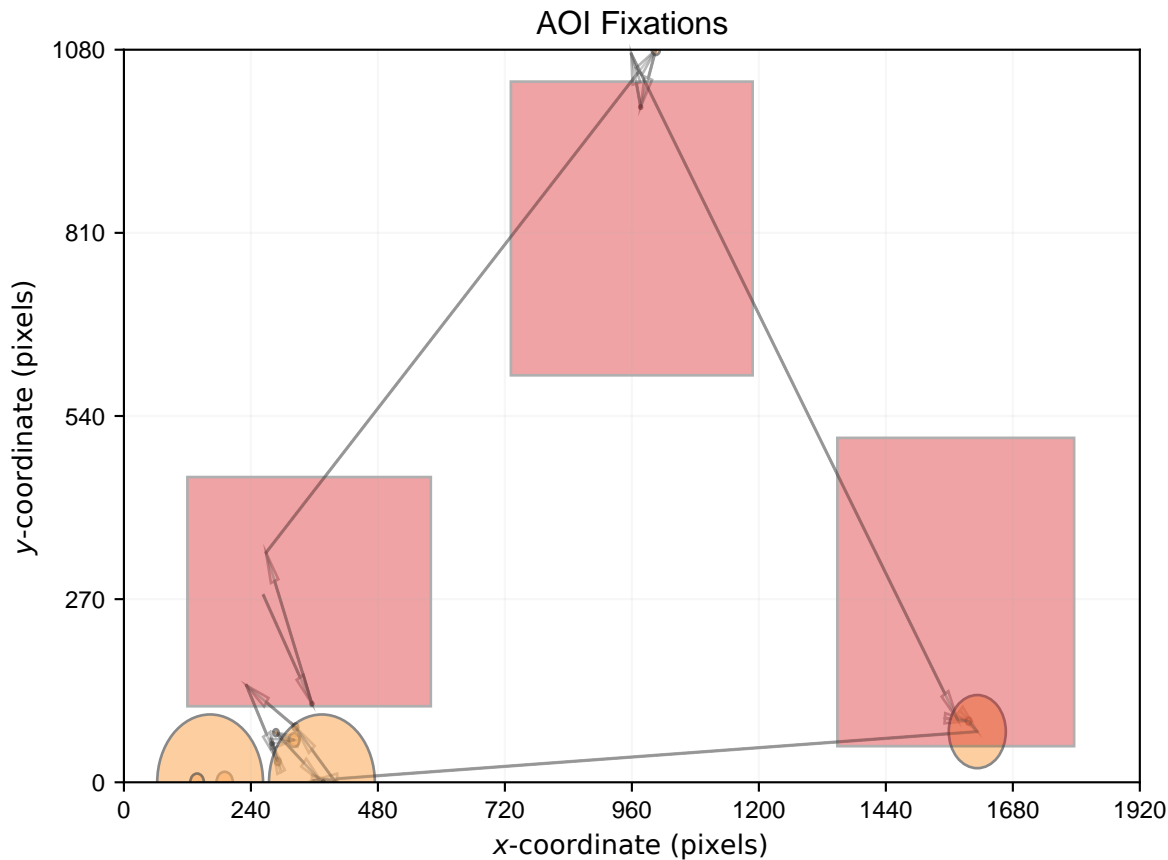 AOI Fixations
1080
810
540
270
0
0 240 480 720 960 1200 1440 1680 1920
y-coordinate (pixels)
x-coordinate (pixels)